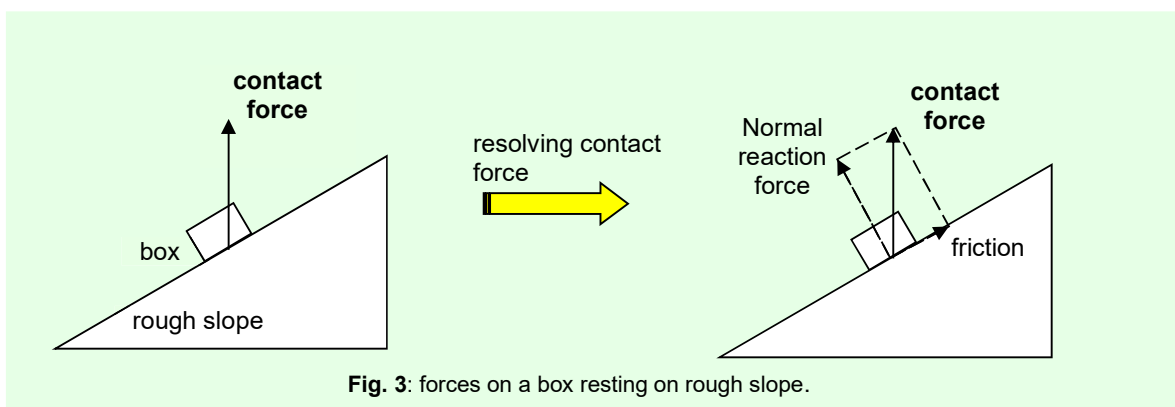 contact
force
box
rough slope
resolving contact
force
Normal
reaction
force
contact
force
friction
Fig. 3: forces on a box resting on rough slope.